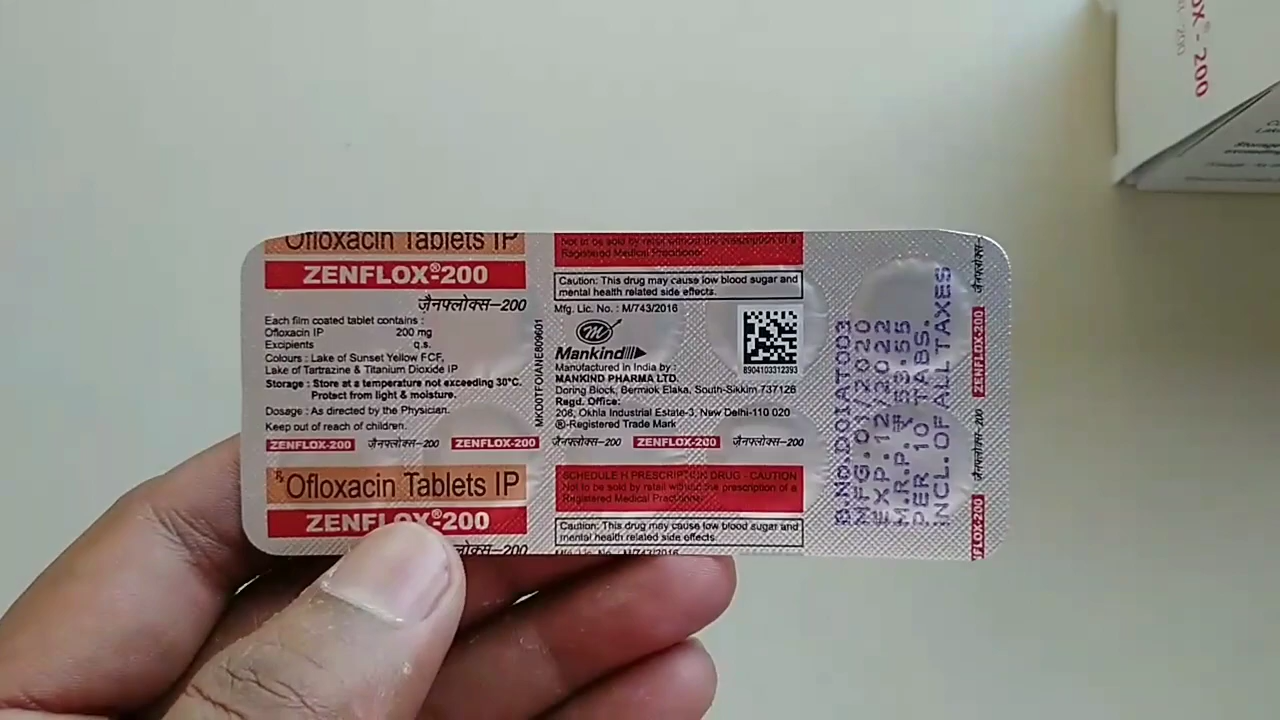 Ofloxacin Tablets IP
ZENFLOX®-200
ज़ैनफ्लोक्स–200
Each film coated tablet contains :
Ofloxacin IP 200 mg
Excipients q.s.
Colours : Lake of Sunset Yellow FCF,
Lake of Tartrazine & Titanium Dioxide IP
Storage : Store at a temperature not exceeding 30°C.
Protect from light & moisture.
Dosage : As directed by the Physician.
Keep out of reach of children.
Not to be sold by retail without the prescription of a
Registered Medical Practitioner.
Caution: This drug may cause low blood sugar and
mental health related side effects.
Mfg. Lic. No. : M/743/2016
Mankind
8904103312393
Manufactured in India by :
MANKIND PHARMA LTD.
Doring Block, Bermiok Elaka, South-Sikkim 737126
Regd. Office:
208, Okhla Industrial Estate-3, New Delhi-110 020
®-Registered Trade Mark
ZENFLOX-200 ज़ैनफ्लोक्स–200 ZENFLOX-200 ज़ैनफ्लोक्स–200 ZENFLOX-200 ज़ैनफ्लोक्स–200
Rx Ofloxacin Tablets IP
ZENFLOX®-200
SCHEDULE H PRESCRIPTION DRUG - CAUTION
Not to be sold by retail without the prescription of a
Registered Medical Practitioner.
Caution: This drug may cause low blood sugar and
mental health related side effects.
Mfg. Lic. No. M/743/2016
B.No.DOIAT003
MFG.01/2020
EXP.12/2022
M.R.P.₹ 53.55
PER 10 TABS.
INCL.OF ALL TAXES
ZENFLOX-200
ज़ैनफ्लोक्स–200
OX® - 200